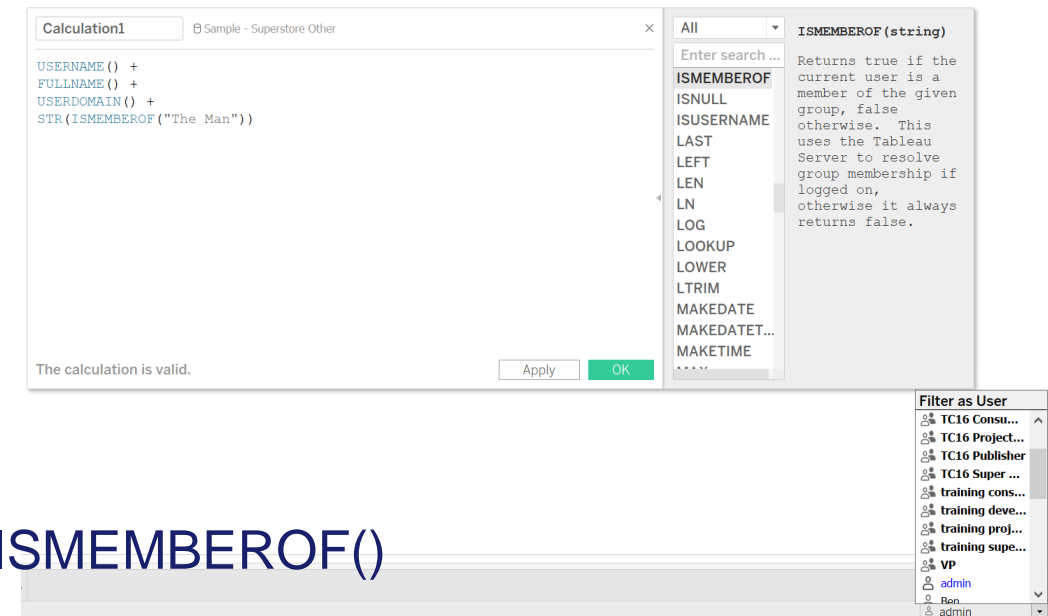 Calculation1
Sample - Superstore Other
USERNAME() +
FULLNAME() +
USERDOMAIN() +
STR(ISMEMBEROF("The Man"))
The calculation is valid.
Apply
OK
All
Enter search ...
ISMEMBEROF
ISNULL
ISUSERNAME
LAST
LEFT
LEN
LN
LOG
LOOKUP
LOWER
LTRIM
MAKEDATE
MAKEDATET...
MAKETIME
ISMEMBEROF(string)
Returns true if the
current user is a
member of the given
group, false
otherwise. This
uses the Tableau
Server to resolve
group membership if
logged on,
otherwise it always
returns false.
Filter as User
TC16 Consu...
TC16 Project...
TC16 Publisher
TC16 Super ...
training cons...
training deve...
training proj...
training supe...
VP
admin
Ben
admin
ISMEMBEROF()